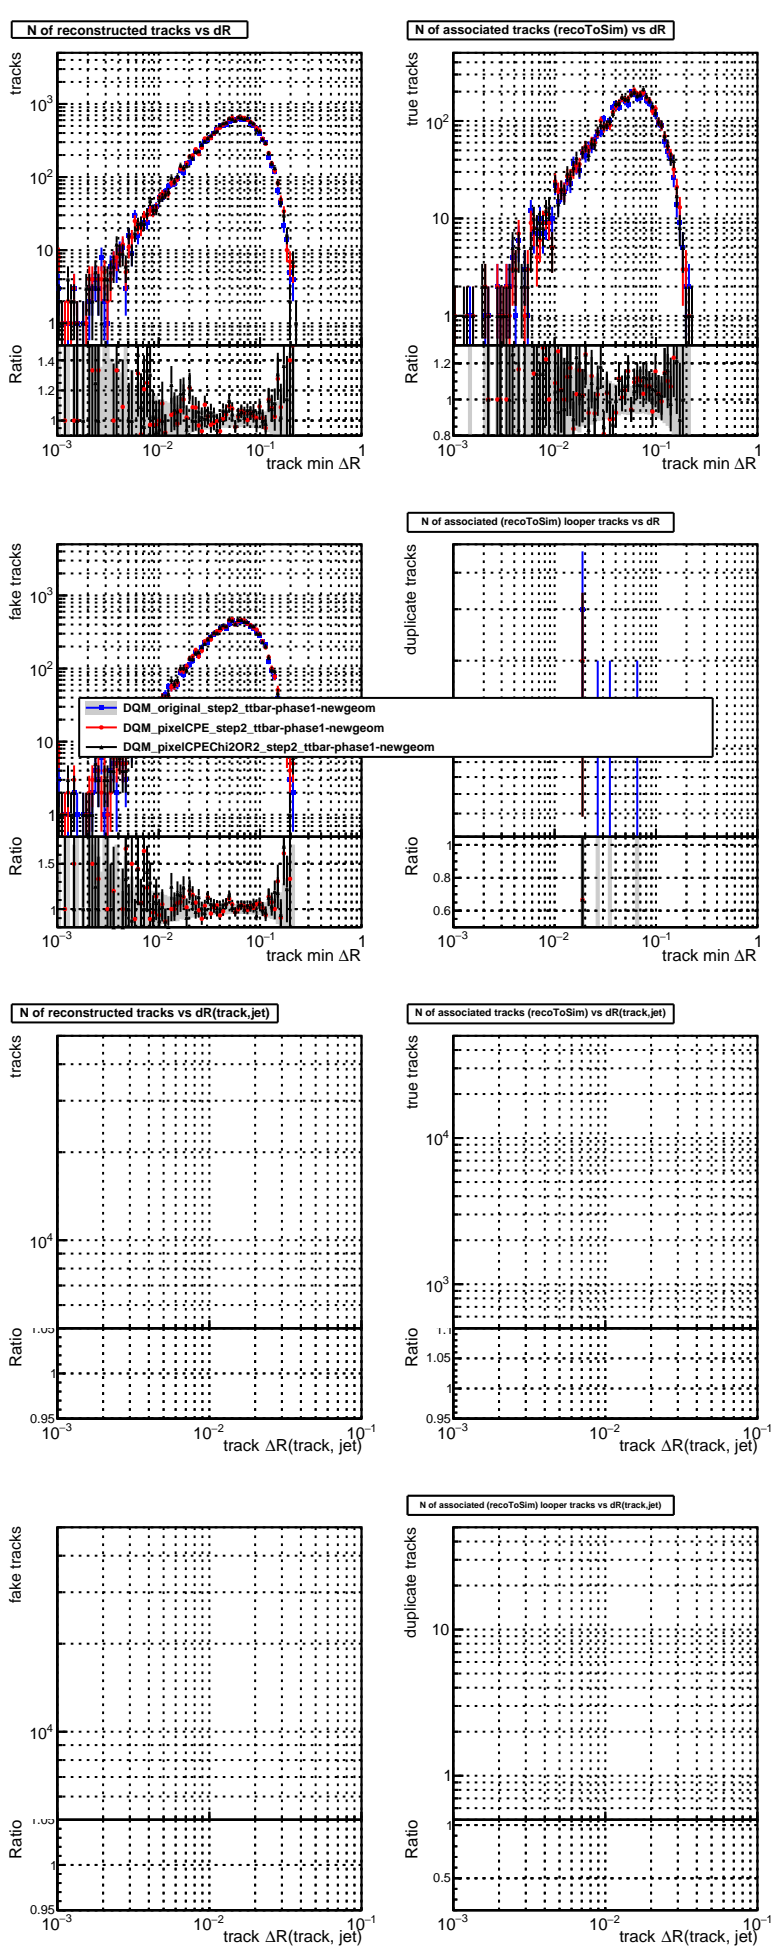 N of reconstructed tracks vs dR
tracks
10³
10²
10
1
Ratio
1.4
1.2
1
10⁻³
10⁻²
10⁻¹
1
track min ΔR
N of associated tracks (recoToSim) vs dR
true tracks
10²
10
1
Ratio
1.2
1
0.8
10⁻³
10⁻²
10⁻¹
1
track min ΔR
fake tracks
10³
10²
10
1
Ratio
1.5
1
10⁻³
10⁻²
10⁻¹
1
track min ΔR
N of associated (recoToSim) looper tracks vs dR
duplicate tracks
Ratio
1
0.8
0.6
10⁻³
10⁻²
10⁻¹
1
track min ΔR
DQM_original_step2_ttbar-phase1-newgeom
DQM_pixelCPE_step2_ttbar-phase1-newgeom
DQM_pixelCPEChi2OR2_step2_ttbar-phase1-newgeom
N of reconstructed tracks vs dR(track,jet)
tracks
10⁴
Ratio
1.05
1
0.95
10⁻³
10⁻²
10⁻¹
track ΔR(track, jet)
N of associated tracks (recoToSim) vs dR(track,jet)
true tracks
10⁴
10³
Ratio
1.1
1.05
1
0.95
10⁻³
10⁻²
10⁻¹
track ΔR(track, jet)
fake tracks
10⁴
Ratio
1.05
1
0.95
10⁻³
10⁻²
10⁻¹
track ΔR(track, jet)
N of associated (recoToSim) looper tracks vs dR(track,jet)
duplicate tracks
10
1
Ratio
1
0.5
10⁻³
10⁻²
10⁻¹
track ΔR(track, jet)